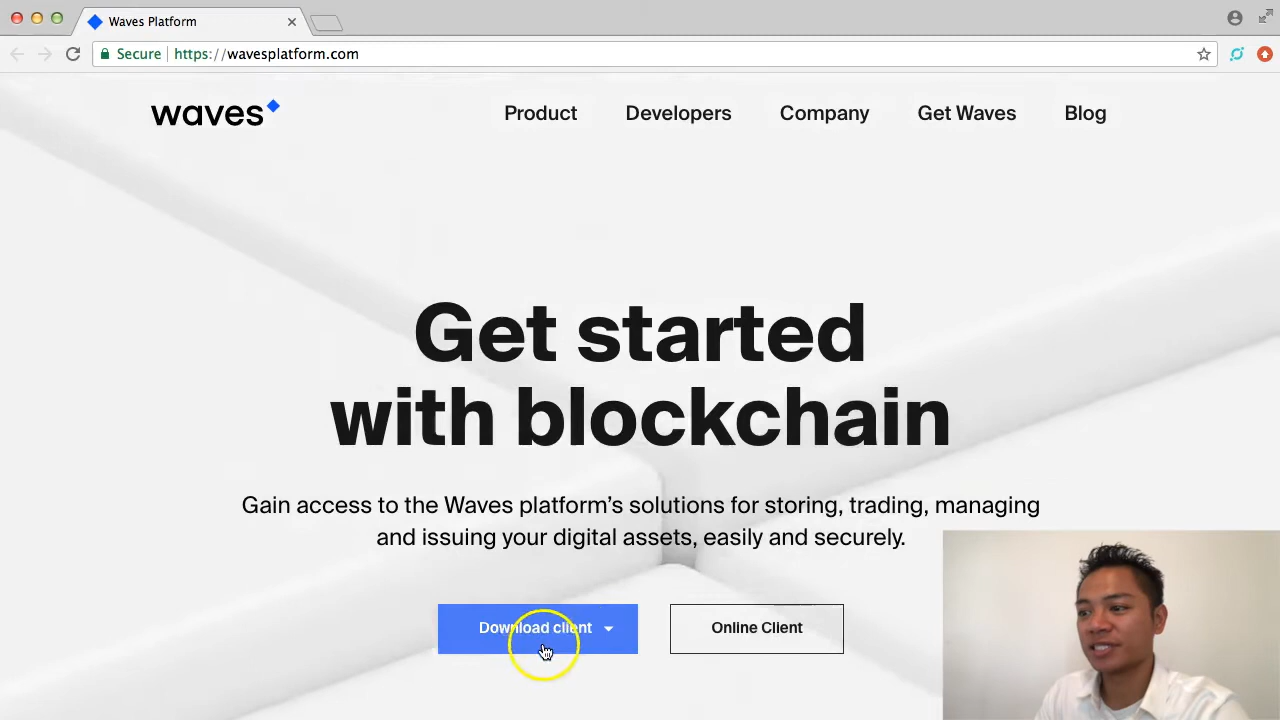 Waves Platform
Secure https://wavesplatform.com
waves
Product Developers Company Get Waves Blog
Get started
with blockchain
Gain access to the Waves platform's solutions for storing, trading, managing
and issuing your digital assets, easily and securely.
Download client Online Client